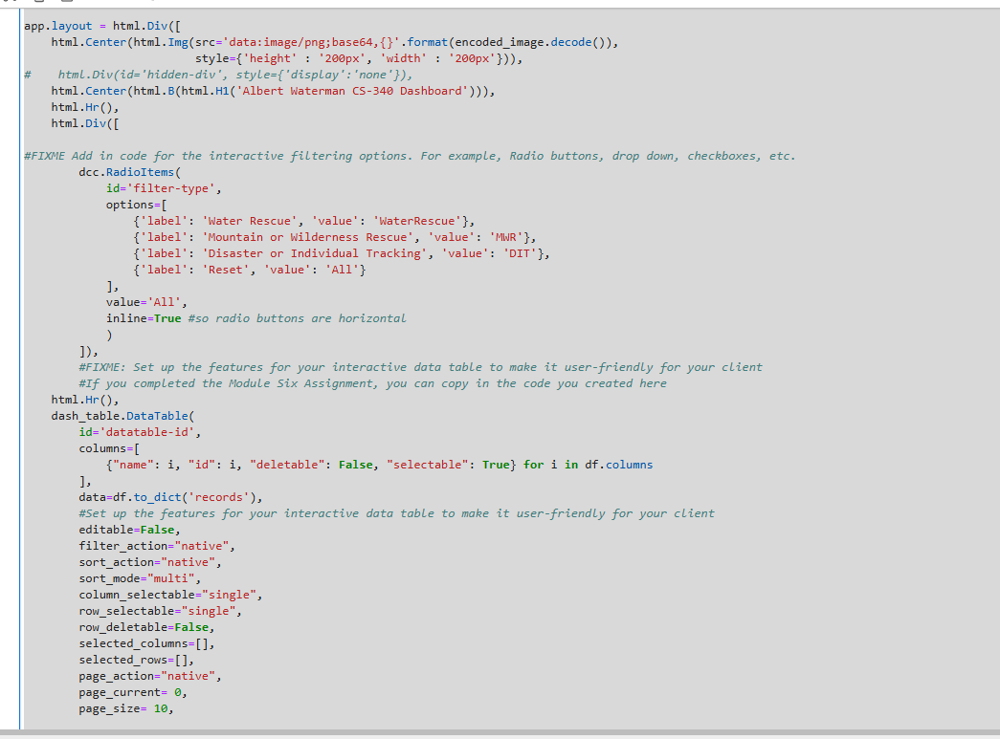 app.layout = html.Div([
    html.Center(html.Img(src='data:image/png;base64,{}'.format(encoded_image.decode()),
                         style={'height' : '200px', 'width' : '200px'})),
#    html.Div(id='hidden-div', style={'display':'none'}),
    html.Center(html.B(html.H1('Albert Waterman CS-340 Dashboard'))),
    html.Hr(),
    html.Div([
#FIXME Add in code for the interactive filtering options. For example, Radio buttons, drop down, checkboxes, etc.
        dcc.RadioItems(
            id='filter-type',
            options=[
                {'label': 'Water Rescue', 'value': 'WaterRescue'},
                {'label': 'Mountain or Wilderness Rescue', 'value': 'MWR'},
                {'label': 'Disaster or Individual Tracking', 'value': 'DIT'},
                {'label': 'Reset', 'value': 'All'}
            ],
            value='All',
            inline=True #so radio buttons are horizontal
            )
        ]),
        #FIXME: Set up the features for your interactive data table to make it user-friendly for your client
        #If you completed the Module Six Assignment, you can copy in the code you created here
    html.Hr(),
    dash_table.DataTable(
        id='datatable-id',
        columns=[
            {"name": i, "id": i, "deletable": False, "selectable": True} for i in df.columns
        ],
        data=df.to_dict('records'),
        #Set up the features for your interactive data table to make it user-friendly for your client
        editable=False,
        filter_action="native",
        sort_action="native",
        sort_mode="multi",
        column_selectable="single",
        row_selectable="single",
        row_deletable=False,
        selected_columns=[],
        selected_rows=[],
        page_action="native",
        page_current= 0,
        page_size= 10,